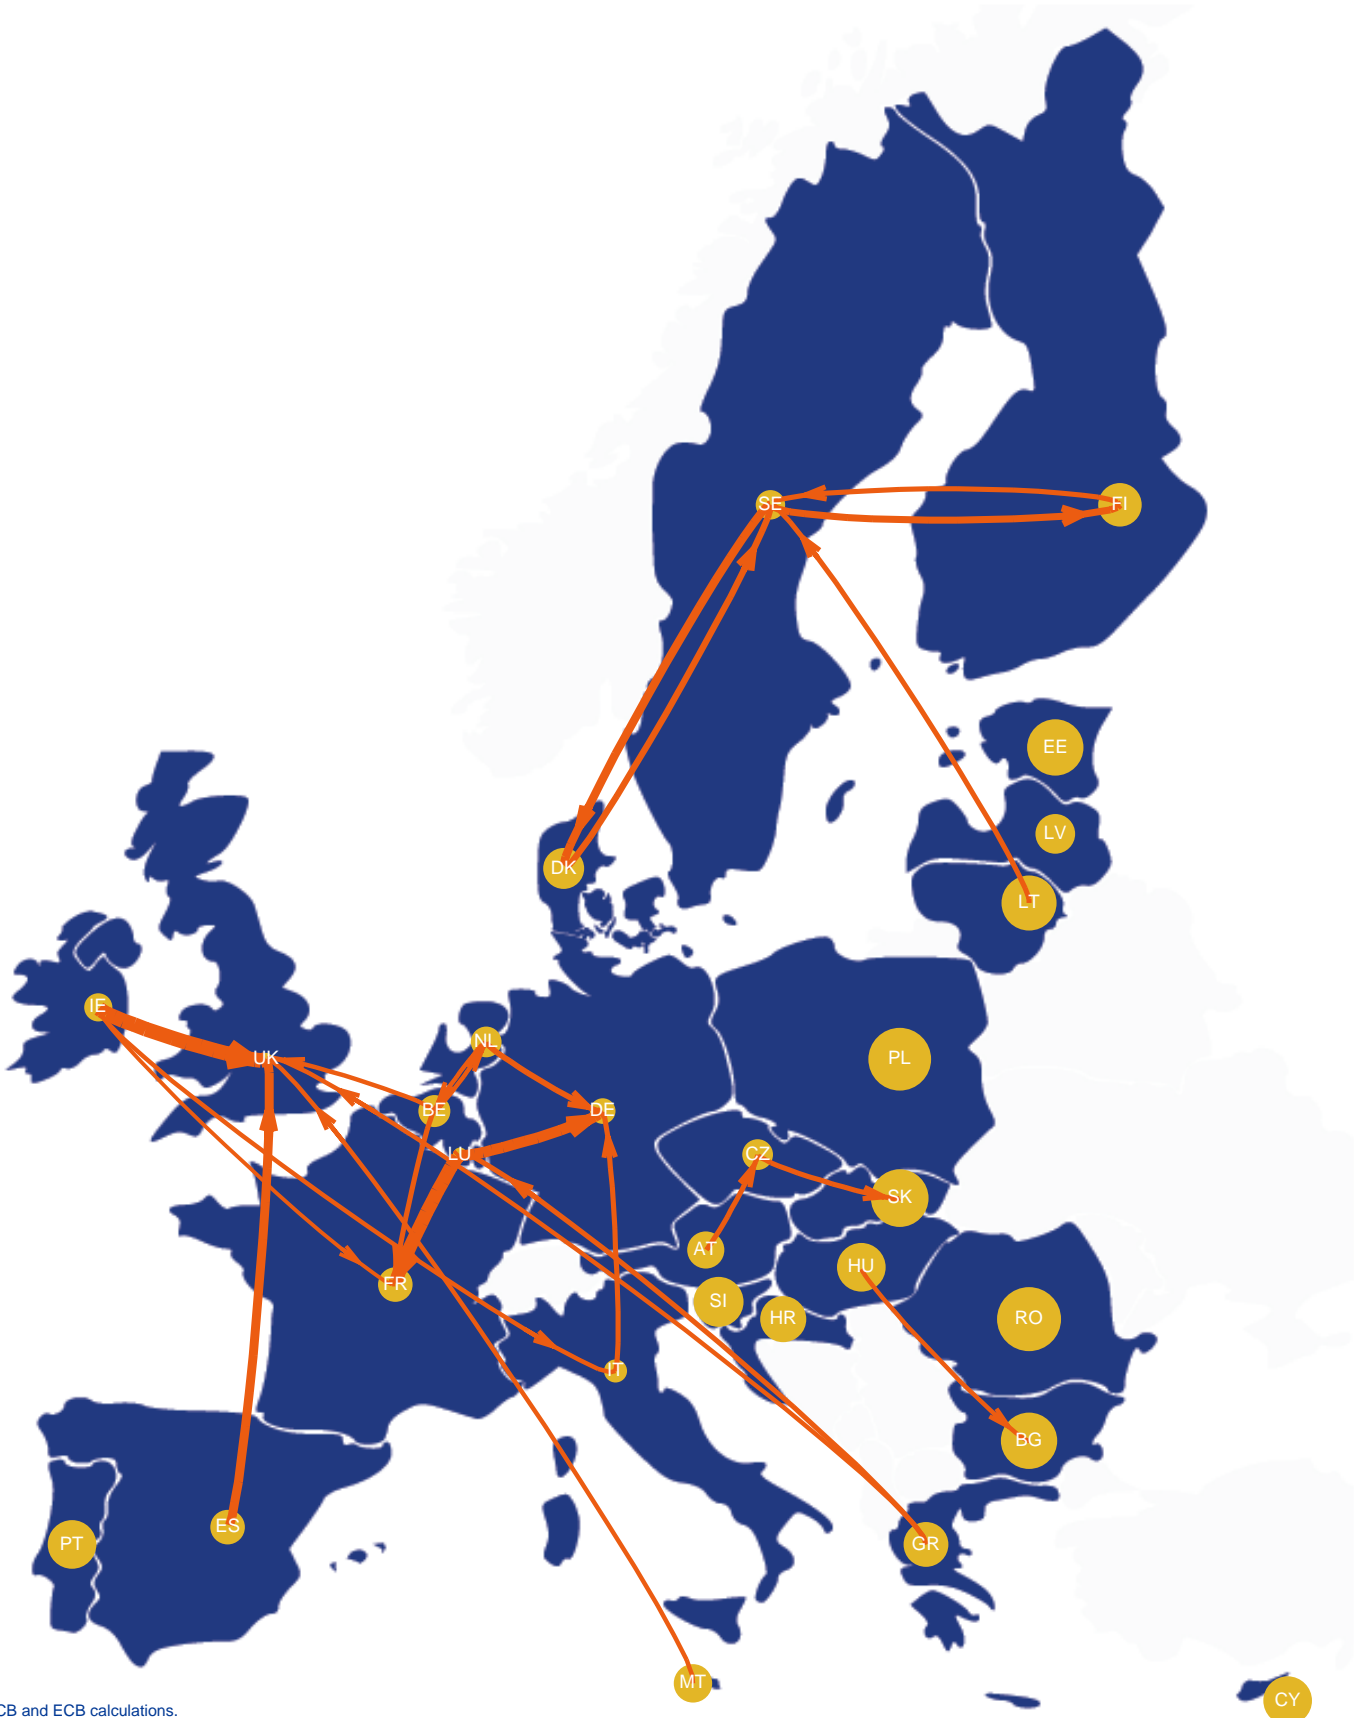 SE
FI
EE
LV
DK
LT
IE
NL
UK
PL
BE
DE
LU
CZ
SK
AT
HU
FR
SI
HR
RO
IT
BG
ES
PT
GR
MT
CY
CB and ECB calculations.